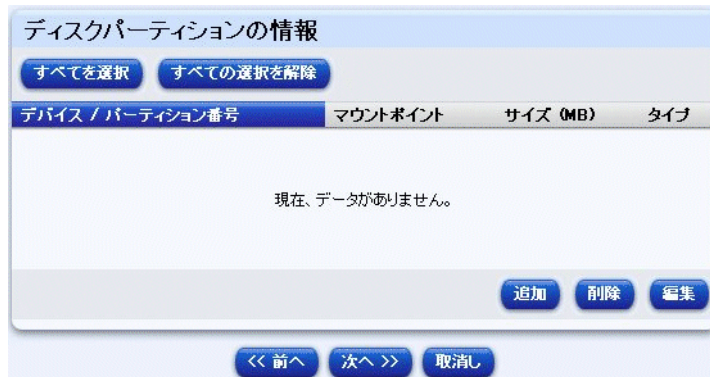 ディスクパーティションの情報
すべてを選択 すべての選択を解除
デバイス / パーティション番号 マウントポイント サイズ (MB) タイプ
現在、データがありません。
追加 削除 編集
<< 前へ 次へ >> 取消し